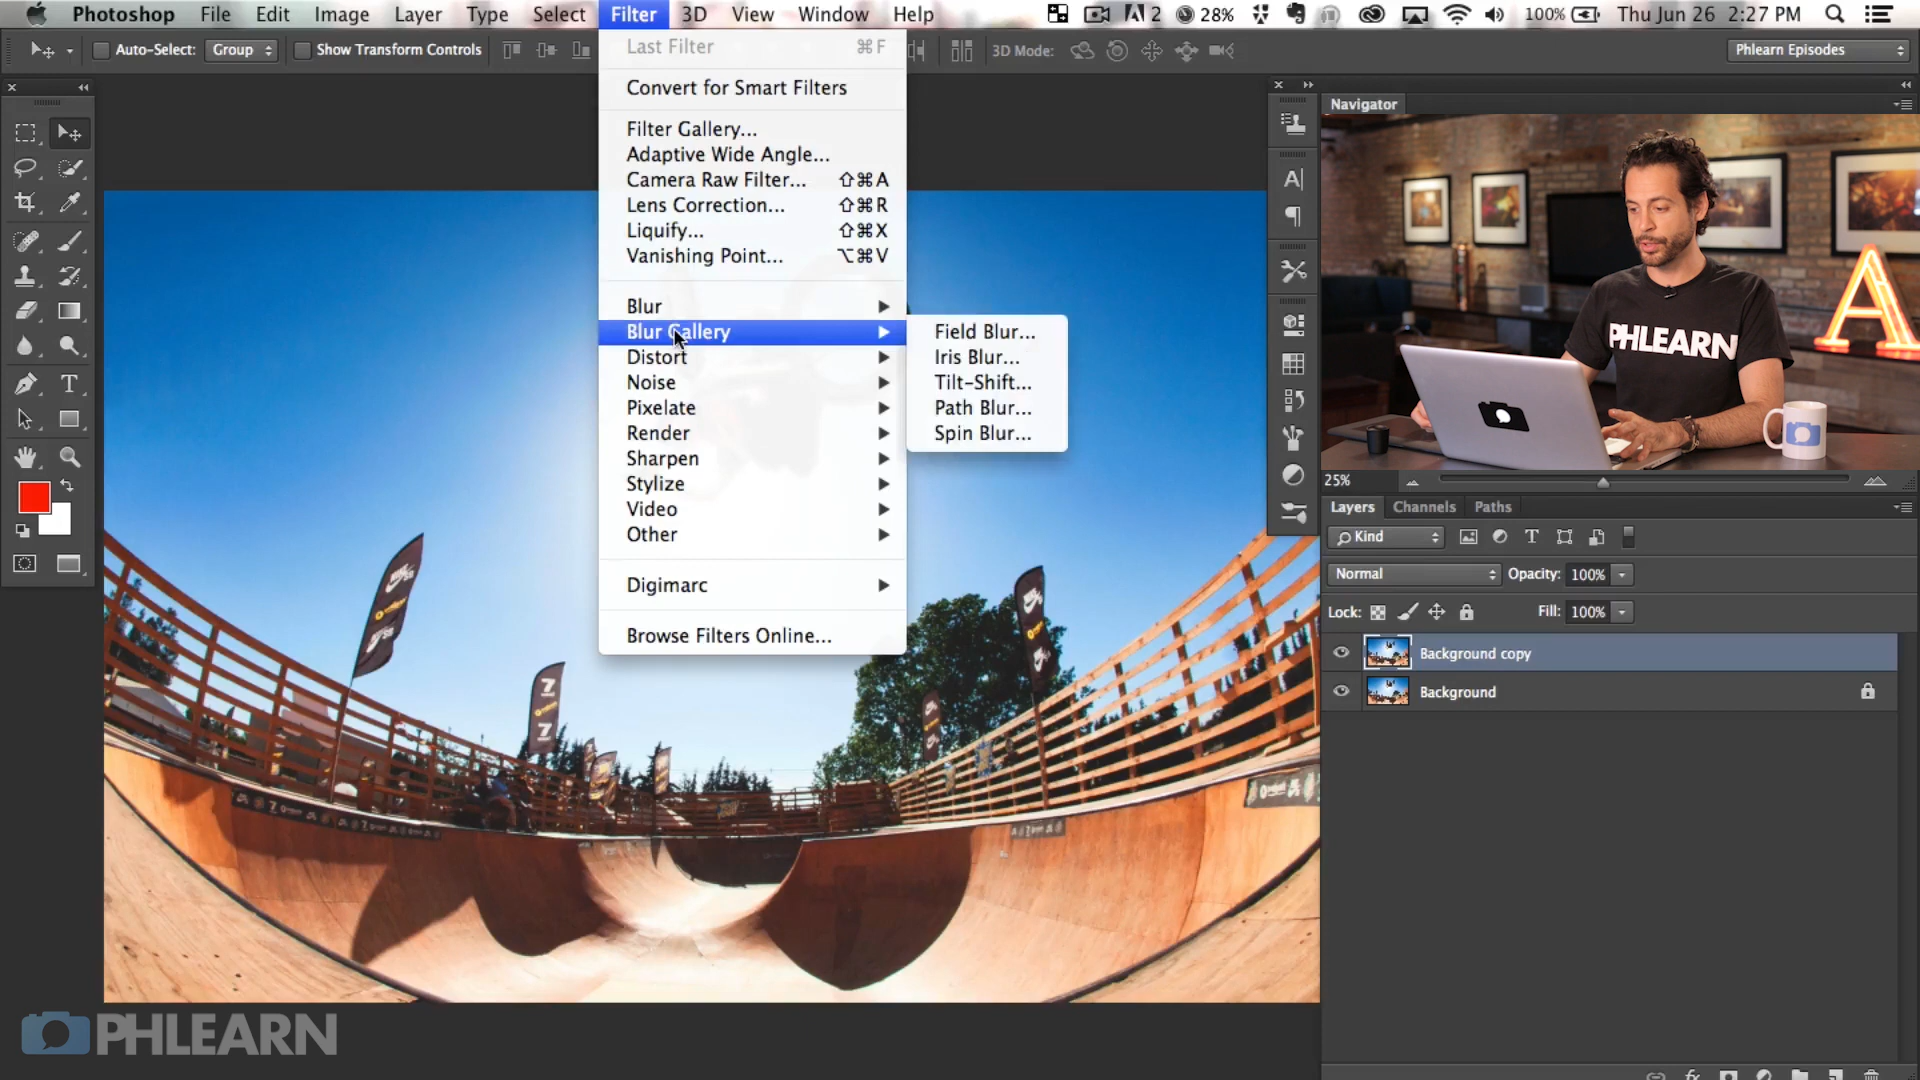 Photoshop File Edit Image Layer Type Select Filter 3D View Window Help 2 28% 100% Thu Jun 26 2:27 PM
Auto-Select: Group Show Transform Controls 3D Mode: Phlearn Episodes
Last Filter ⌘F
Convert for Smart Filters
Filter Gallery...
Adaptive Wide Angle...
Camera Raw Filter... ⇧⌘A
Lens Correction... ⇧⌘R
Liquify... ⇧⌘X
Vanishing Point... ⌥⌘V
Blur
Blur Gallery
Distort
Noise
Pixelate
Render
Sharpen
Stylize
Video
Other
Digimarc
Browse Filters Online...
Field Blur...
Iris Blur...
Tilt-Shift...
Path Blur...
Spin Blur...
Navigator
A
PHLEARN
25%
Layers Channels Paths
Kind
Normal Opacity: 100%
Lock: Fill: 100%
Background copy
Background
7
7
PHLEARN